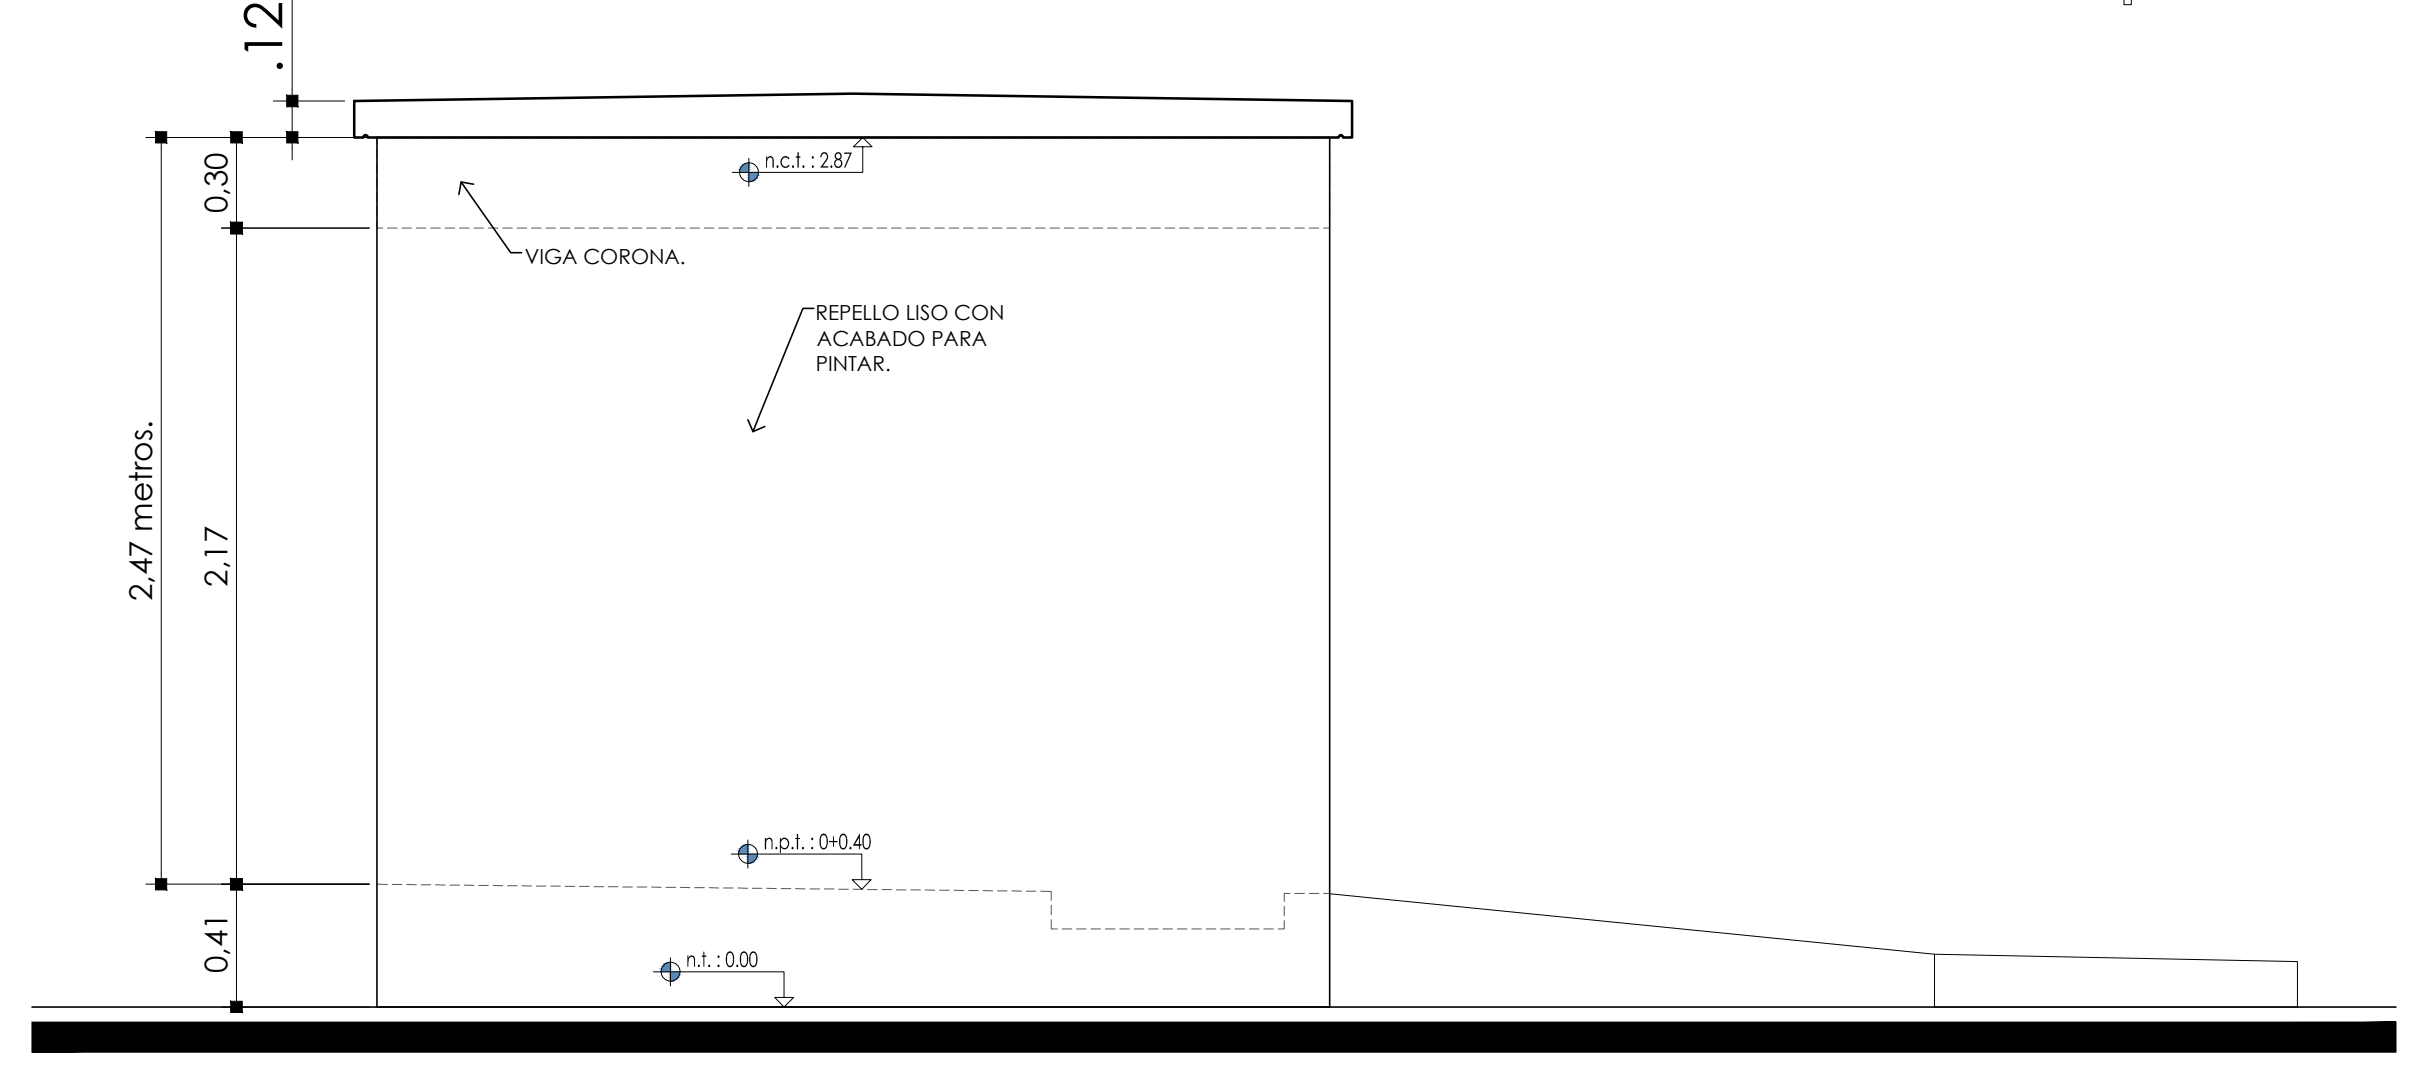 .12
n.c.t. : 2.87
0,30
VIGA CORONA.
REPELLO LISO CON
ACABADO PARA
PINTAR.
2,47 metros.
2,17
n.p.t. : 0+0.40
0,41
n.t. : 0.00